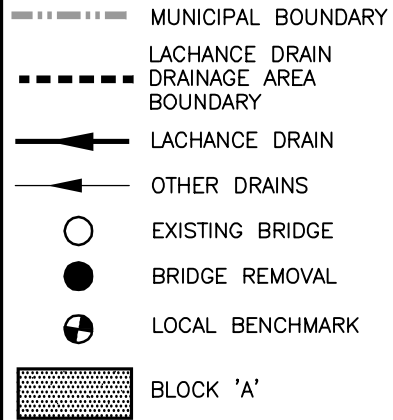 MUNICIPAL BOUNDARY
LACHANCE DRAIN
DRAINAGE AREA
BOUNDARY
LACHANCE DRAIN
OTHER DRAINS
EXISTING BRIDGE
BRIDGE REMOVAL
LOCAL BENCHMARK
BLOCK 'A'